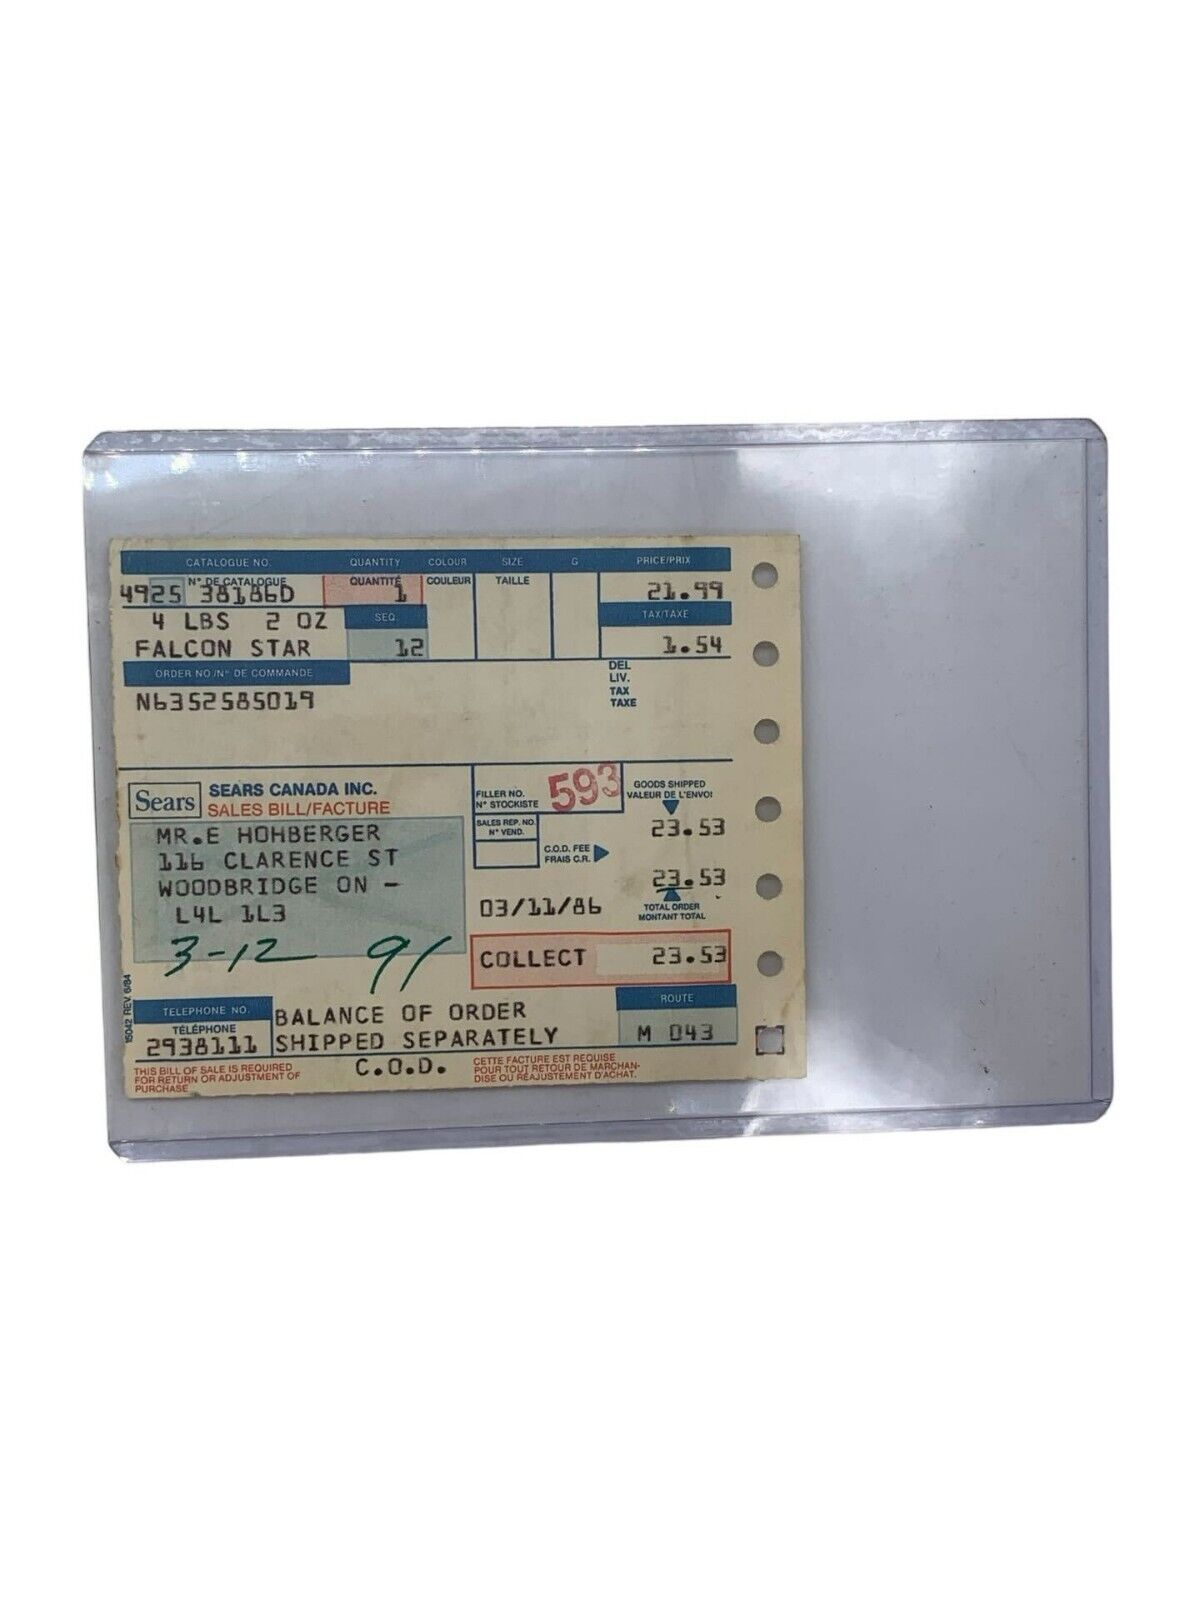 CATALOGUE NO. QUANTITY COLOUR SIZE G PRICE/PRIX
N° DE CATALOGUE QUANTITÉ COULEUR TAILLE
4925 38186D 1 21.99
4 LBS 2 OZ SEQ. TAX/TAXE
FALCON STAR 12 1.54
ORDER NO/N° DE COMMANDE
DEL
LIV.
TAX
TAXE
N6352585019
Sears SEARS CANADA INC.
SALES BILL/FACTURE
MR.E HOHBERGER
116 CLARENCE ST
WOODBRIDGE ON -
L4L 1L3
3-12 91
FILLER NO.
N° STOCKISTE
593
SALES REP. NO.
N° VEND.
C.O.D. FEE
FRAIS C.R.
GOODS SHIPPED
VALEUR DE L'ENVOI
23.53
23.53
TOTAL ORDER
MONTANT TOTAL
03/11/86
COLLECT 23.53
15042 REV. 6/84
TELEPHONE NO.
TÉLÉPHONE
2938111
BALANCE OF ORDER
SHIPPED SEPARATELY
C.O.D.
ROUTE
M 043
THIS BILL OF SALE IS REQUIRED
FOR RETURN OR ADJUSTMENT OF
PURCHASE
CETTE FACTURE EST REQUISE
POUR TOUT RETOUR DE MARCHAN-
DISE OU RÉAJUSTEMENT D'ACHAT.